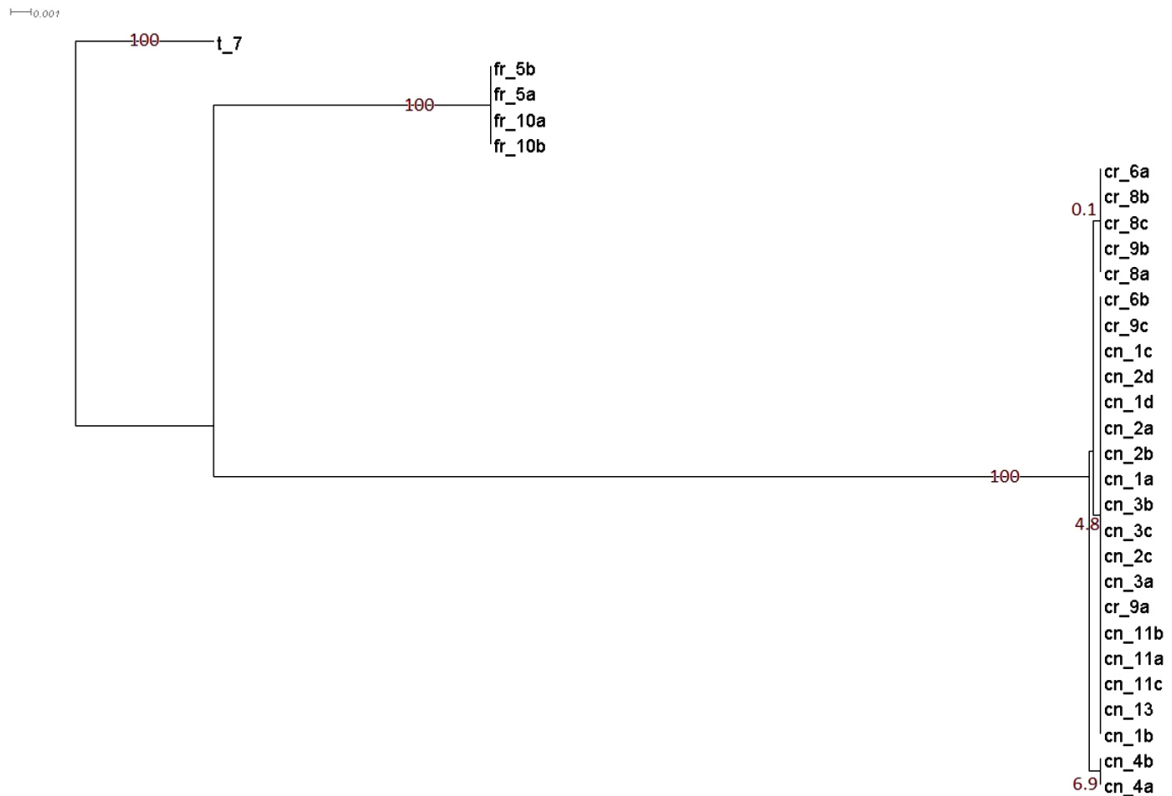 0.001
100
t_7
fr_5b
fr_5a
100
fr_10a
fr_10b
cr_6a
cr_8b
0.1
cr_8c
cr_9b
cr_8a
cr_6b
cr_9c
cn_1c
cn_2d
cn_1d
cn_2a
cn_2b
100
cn_1a
cn_3b
4.8
cn_3c
cn_2c
cn_3a
cr_9a
cn_11b
cn_11a
cn_11c
cn_13
cn_1b
cn_4b
6.9
cn_4a